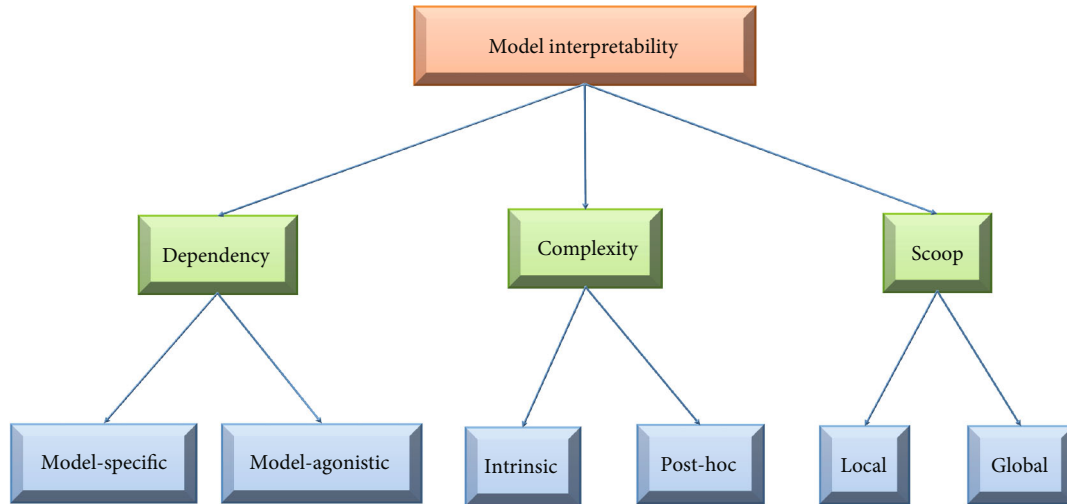 Model interpretability
Dependency
Complexity
Scoop
Model-specific
Model-agonistic
Intrinsic
Post-hoc
Local
Global